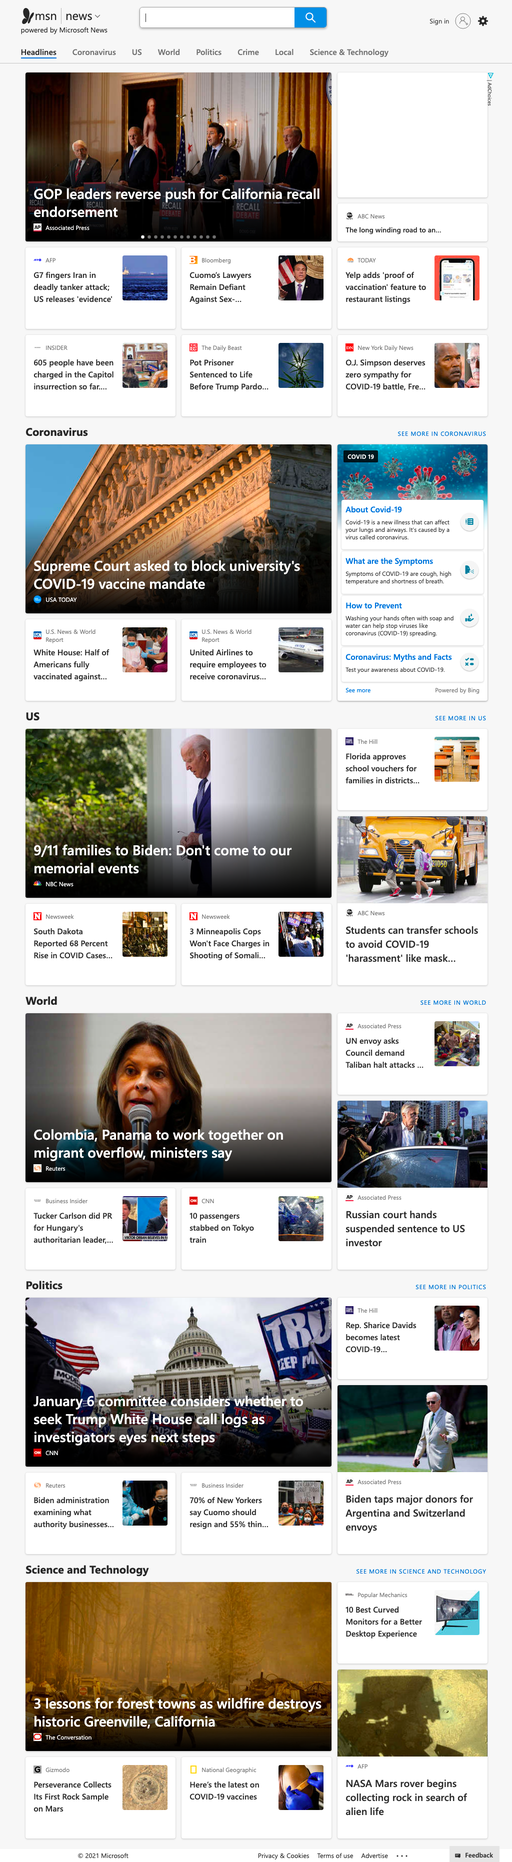 msn | news
powered by Microsoft News
Sign in
Headlines Coronavirus US World Politics Crime Local Science & Technology
GOP leaders reverse push for California recall
endorsement
Associated Press
AdChoices
ABC News
The long winding road to an...
AFP
G7 fingers Iran in
deadly tanker attack;
US releases 'evidence'
Bloomberg
Cuomo's Lawyers
Remain Defiant
Against Sex-...
TODAY
Yelp adds 'proof of
vaccination' feature to
restaurant listings
INSIDER
605 people have been
charged in the Capitol
insurrection so far....
The Daily Beast
Pot Prisoner
Sentenced to Life
Before Trump Pardo...
New York Daily News
O.J. Simpson deserves
zero sympathy for
COVID-19 battle, Fre...
Coronavirus
SEE MORE IN CORONAVIRUS
Supreme Court asked to block university's
COVID-19 vaccine mandate
USA TODAY
COVID 19
About Covid-19
Covid-19 is a new illness that can affect
your lungs and airways. It's caused by a
virus called coronavirus.
What are the Symptoms
Symptoms of COVID-19 are cough, high
temperature and shortness of breath.
How to Prevent
Washing your hands often with soap and
water can help stop viruses like
coronavirus (COVID-19) spreading.
Coronavirus: Myths and Facts
Test your awareness about COVID-19.
See more
Powered by Bing
U.S. News & World
Report
White House: Half of
Americans fully
vaccinated against...
U.S. News & World
Report
United Airlines to
require employees to
receive coronavirus...
US
SEE MORE IN US
9/11 families to Biden: Don't come to our
memorial events
NBC News
The Hill
Florida approves
school vouchers for
families in districts...
ABC News
Students can transfer schools
to avoid COVID-19
'harassment' like mask...
Newsweek
South Dakota
Reported 68 Percent
Rise in COVID Cases...
Newsweek
3 Minneapolis Cops
Won't Face Charges in
Shooting of Somali...
World
SEE MORE IN WORLD
Colombia, Panama to work together on
migrant overflow, ministers say
Reuters
Associated Press
UN envoy asks
Council demand
Taliban halt attacks ...
Associated Press
Russian court hands
suspended sentence to US
investor
Business Insider
Tucker Carlson did PR
for Hungary's
authoritarian leader,...
CNN
10 passengers
stabbed on Tokyo
train
Politics
SEE MORE IN POLITICS
January 6 committee considers whether to
seek Trump White House call logs as
investigators eyes next steps
CNN
The Hill
Rep. Sharice Davids
becomes latest
COVID-19...
Associated Press
Biden taps major donors for
Argentina and Switzerland
envoys
Reuters
Biden administration
examining what
authority businesses...
Business Insider
70% of New Yorkers
say Cuomo should
resign and 55% thin...
Science and Technology
SEE MORE IN SCIENCE AND TECHNOLOGY
3 lessons for forest towns as wildfire destroys
historic Greenville, California
The Conversation
Popular Mechanics
10 Best Curved
Monitors for a Better
Desktop Experience
AFP
NASA Mars rover begins
collecting rock in search of
alien life
Gizmodo
Perseverance Collects
Its First Rock Sample
on Mars
National Geographic
Here's the latest on
COVID-19 vaccines
© 2021 Microsoft
Privacy & Cookies Terms of use Advertise
Feedback